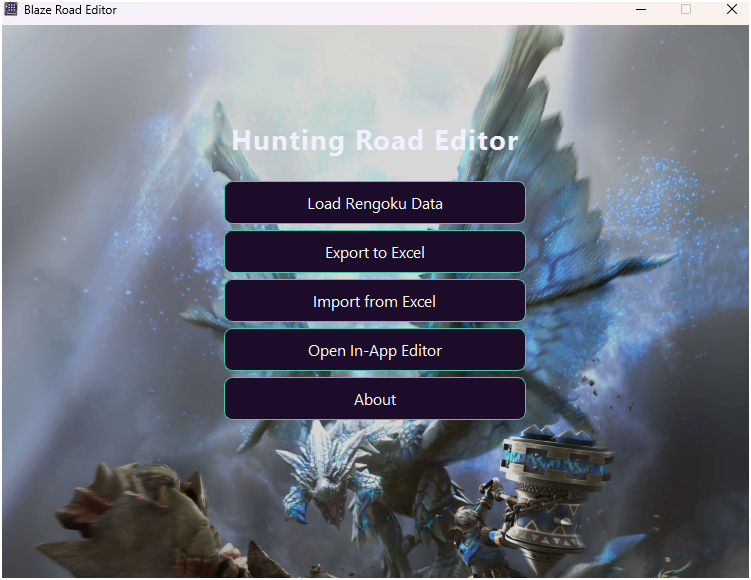 Blaze Road Editor
Hunting Road Editor
Load Rengoku Data
Export to Excel
Import from Excel
Open In-App Editor
About